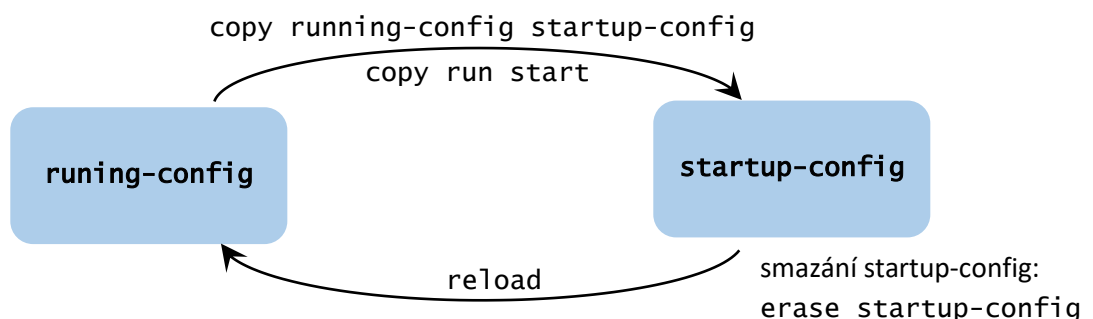 copy running-config startup-config
copy run start
runing-config
startup-config
reload
smazání startup-config:
erase startup-config